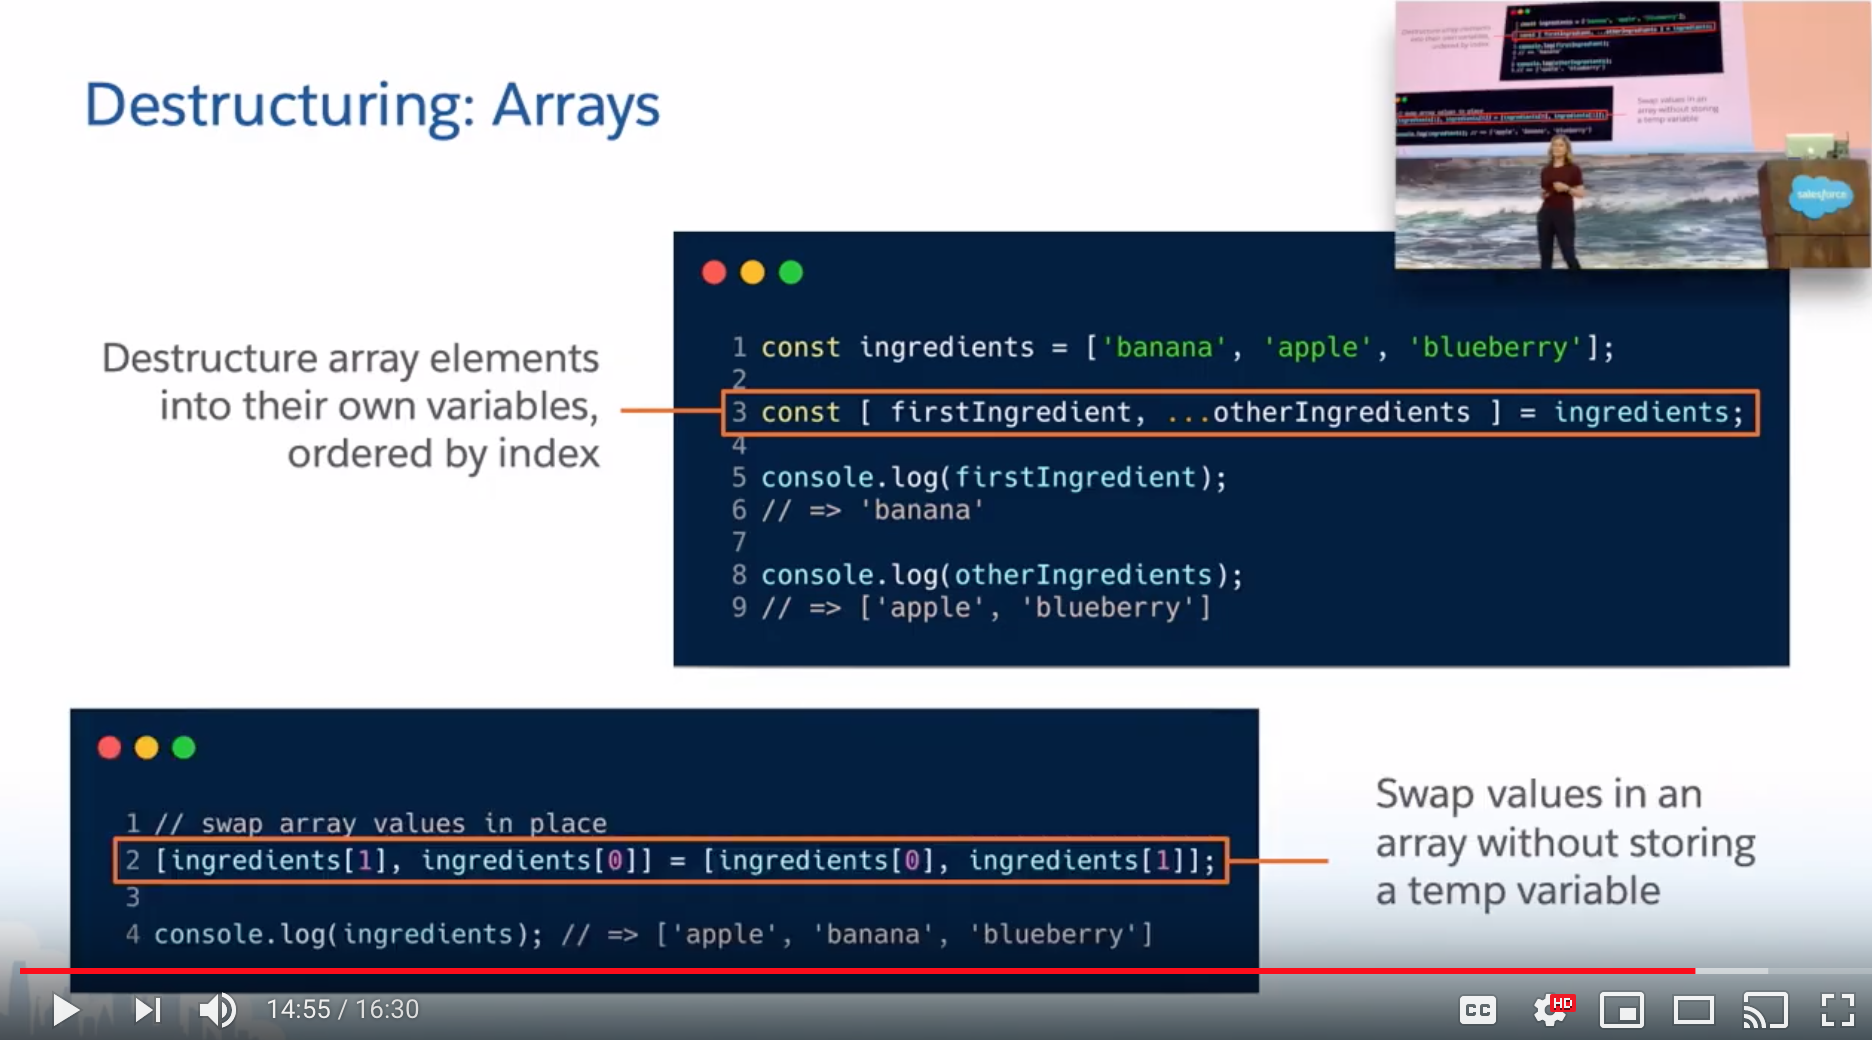 Destructuring: Arrays
salesforce
Destructure array elements
into their own variables,
ordered by index
1 const ingredients = ['banana', 'apple', 'blueberry'];
2
3 const [ firstIngredient, ...otherIngredients ] = ingredients;
4
5 console.log(firstIngredient);
6 // => 'banana'
7
8 console.log(otherIngredients);
9 // => ['apple', 'blueberry']
1 // swap array values in place
2 [ingredients[1], ingredients[0]] = [ingredients[0], ingredients[1]];
3
4 console.log(ingredients); // => ['apple', 'banana', 'blueberry']
Swap values in an
array without storing
a temp variable
14:55 / 16:30
CC
HD